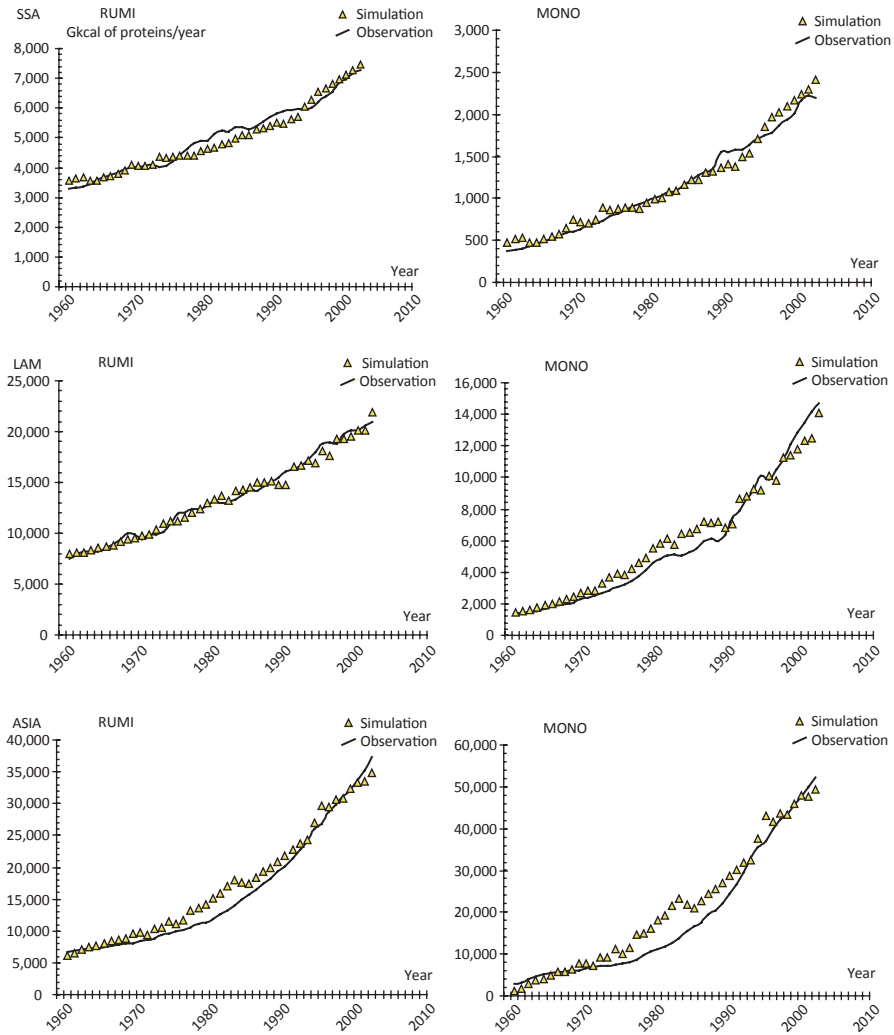 SSA RUMI
Gkcal of proteins/year
Simulation
Observation
8,000
7,000
6,000
5,000
4,000
3,000
2,000
1,000
0
Year
1960 1970 1980 1990 2000 2010
MONO
Simulation
Observation
3,000
2,500
2,000
1,500
1,000
500
0
Year
1960 1970 1980 1990 2000 2010
LAM RUMI
Simulation
Observation
25,000
20,000
15,000
10,000
5,000
0
Year
1960 1970 1980 1990 2000 2010
MONO
Simulation
Observation
16,000
14,000
12,000
10,000
8,000
6,000
4,000
2,000
0
Year
1960 1970 1980 1990 2000 2010
ASIA RUMI
Simulation
Observation
40,000
35,000
30,000
25,000
20,000
15,000
10,000
5,000
0
Year
1960 1970 1980 1990 2000 2010
MONO
Simulation
Observation
60,000
50,000
40,000
30,000
20,000
10,000
0
Year
1960 1970 1980 1990 2000 2010